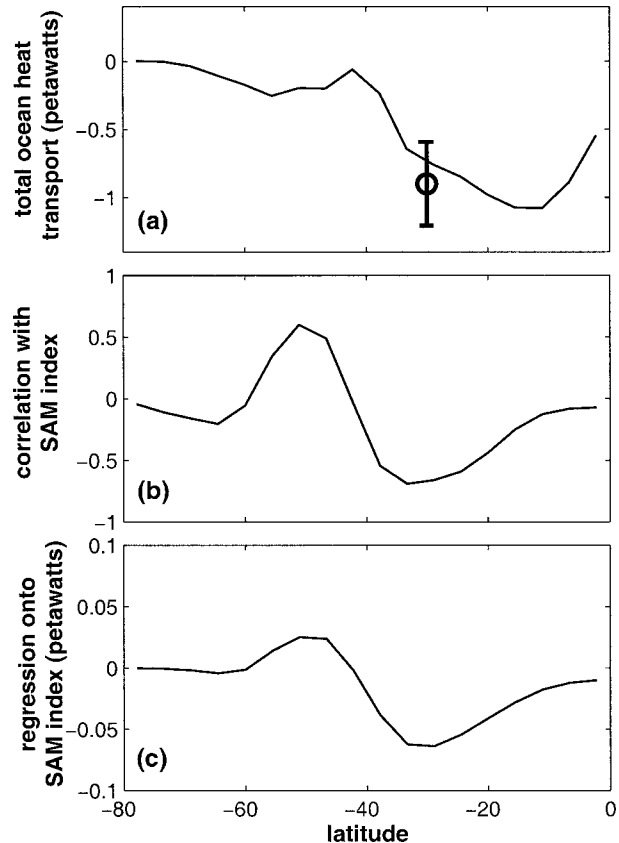 total ocean heat
transport (petawatts)
0
−0.5
−1
(a)
correlation with
SAM index
1
0.5
0
−0.5
−1
(b)
regression onto
SAM index (petawatts)
0.1
0.05
0
−0.05
−0.1
(c)
−80 −60 −40 −20 0
latitude